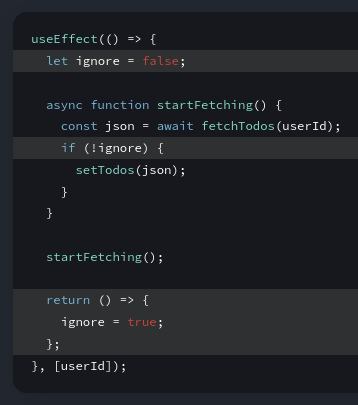 useEffect(() => {
  let ignore = false;

  async function startFetching() {
    const json = await fetchTodos(userId);
    if (!ignore) {
      setTodos(json);
    }
  }

  startFetching();

  return () => {
    ignore = true;
  };
}, [userId]);